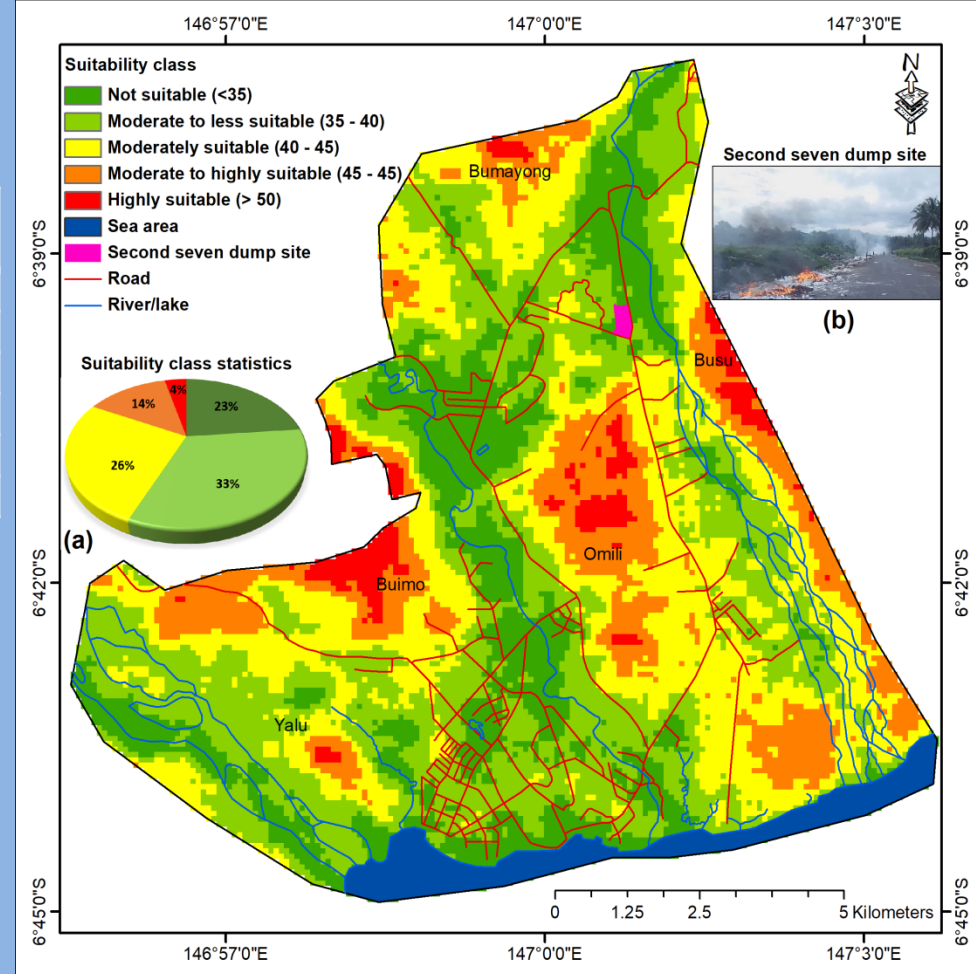 146°57'0"E
147°0'0"E
147°3'0"E
Suitability class
Not suitable (<35)
Moderate to less suitable (35 - 40)
Moderately suitable (40 - 45)
Moderate to highly suitable (45 - 45)
Highly suitable (> 50)
Sea area
Second seven dump site
Road
River/lake
N
Second seven dump site
(b)
6°39'0"S
6°39'0"S
Bumayong
Busu
Suitability class statistics
4%
23%
14%
26%
33%
(a)
Omili
Buimo
6°42'0"S
6°42'0"S
Yalu
0 1.25 2.5 5 Kilometers
6°45'0"S
6°45'0"S
146°57'0"E
147°0'0"E
147°3'0"E